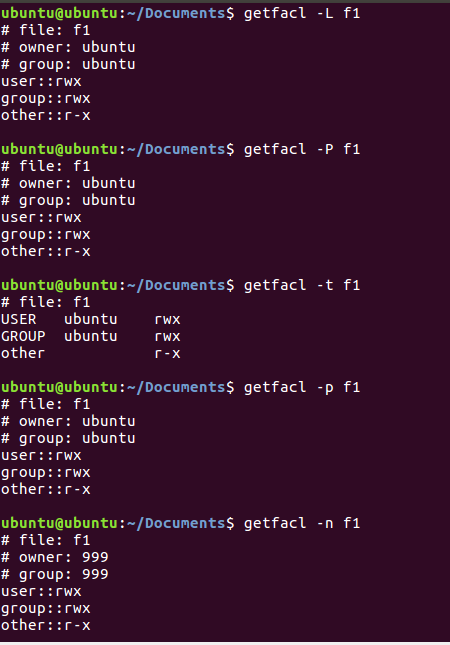 ubuntu@ubuntu:~/Documents$ getfacl -L f1
# file: f1
# owner: ubuntu
# group: ubuntu
user::rwx
group::rwx
other::r-x
ubuntu@ubuntu:~/Documents$ getfacl -P f1
# file: f1
# owner: ubuntu
# group: ubuntu
user::rwx
group::rwx
other::r-x
ubuntu@ubuntu:~/Documents$ getfacl -t f1
# file: f1
USER   ubuntu    rwx
GROUP  ubuntu    rwx
other            r-x
ubuntu@ubuntu:~/Documents$ getfacl -p f1
# file: f1
# owner: ubuntu
# group: ubuntu
user::rwx
group::rwx
other::r-x
ubuntu@ubuntu:~/Documents$ getfacl -n f1
# file: f1
# owner: 999
# group: 999
user::rwx
group::rwx
other::r-x